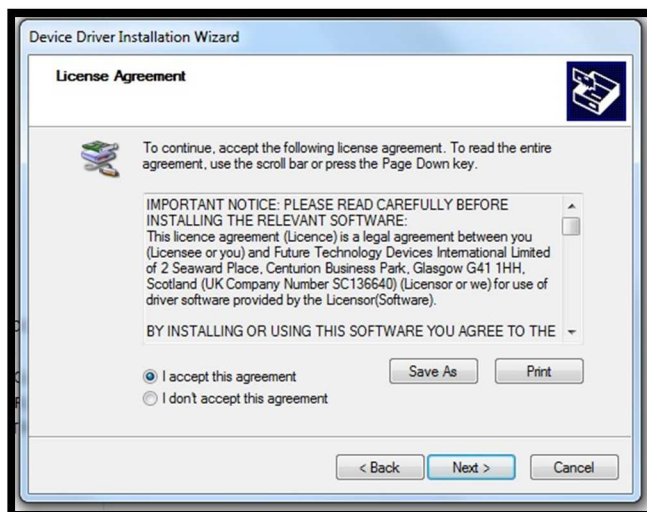 Device Driver Installation Wizard
License Agreement
To continue, accept the following license agreement. To read the entire
agreement, use the scroll bar or press the Page Down key.
IMPORTANT NOTICE: PLEASE READ CAREFULLY BEFORE
INSTALLING THE RELEVANT SOFTWARE:
This licence agreement (Licence) is a legal agreement between you
(Licensee or you) and Future Technology Devices International Limited
of 2 Seaward Place, Centurion Business Park, Glasgow G41 1HH,
Scotland (UK Company Number SC136640) (Licensor or we) for use of
driver software provided by the Licensor(Software).
BY INSTALLING OR USING THIS SOFTWARE YOU AGREE TO THE
I accept this agreement
Save As
Print
I don't accept this agreement
< Back
Next >
Cancel